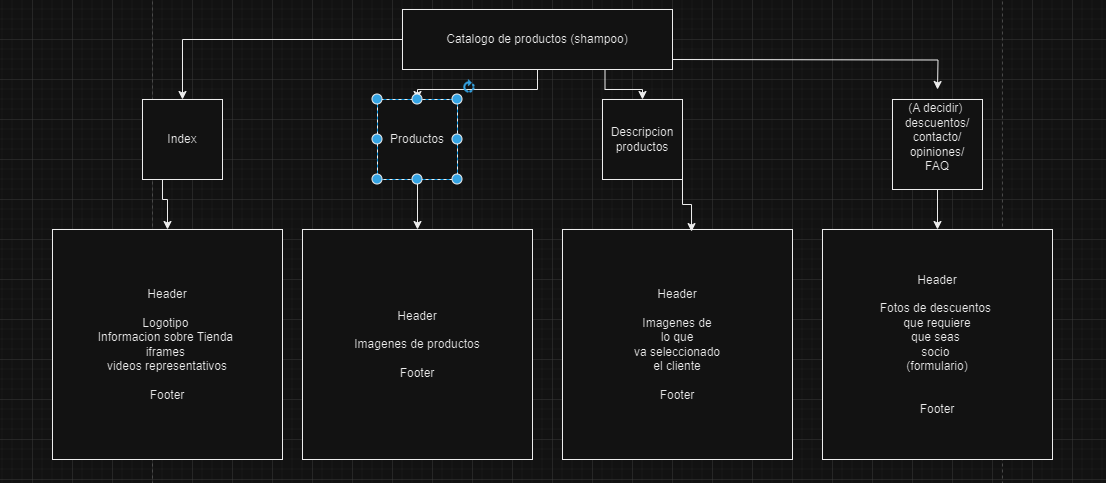 Catalogo de productos (shampoo)
Index
Productos
Descripcion
productos
(A decidir)
descuentos/
contacto/
opiniones/
FAQ
Header
Logotipo
Informacion sobre Tienda
iframes
videos representativos
Footer
Header
Imagenes de productos
Footer
Header
Imagenes de
lo que
va seleccionado
el cliente
Footer
Header
Fotos de descuentos
que requiere
que seas
socio
(formulario)
Footer